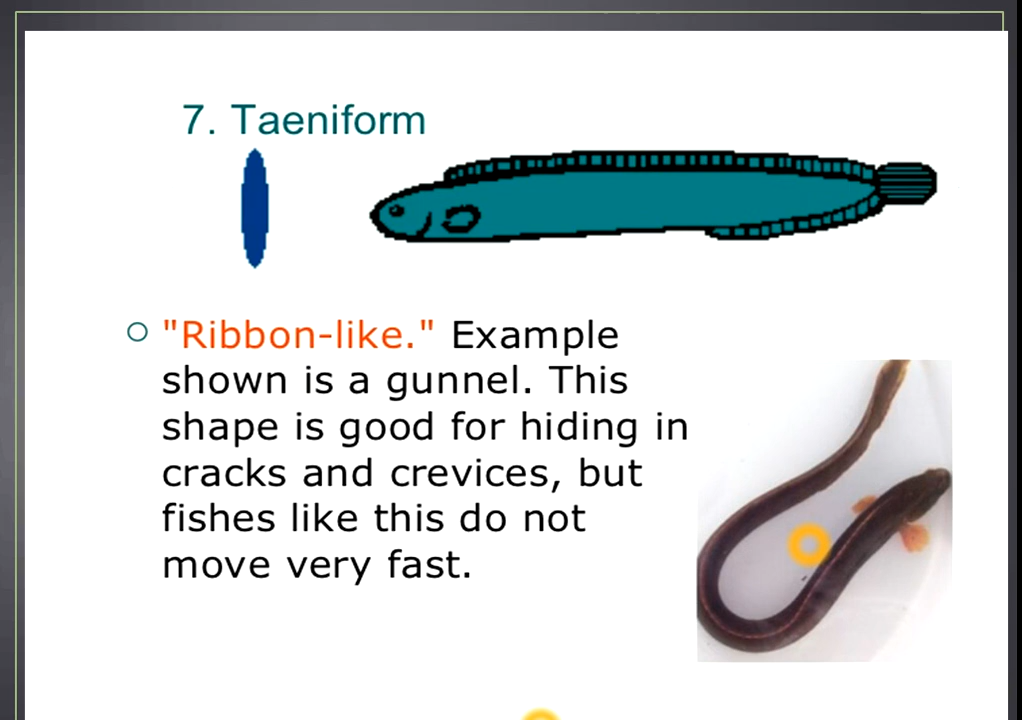 7. Taeniform
"Ribbon-like." Example
shown is a gunnel. This
shape is good for hiding in
cracks and crevices, but
fishes like this do not
move very fast.